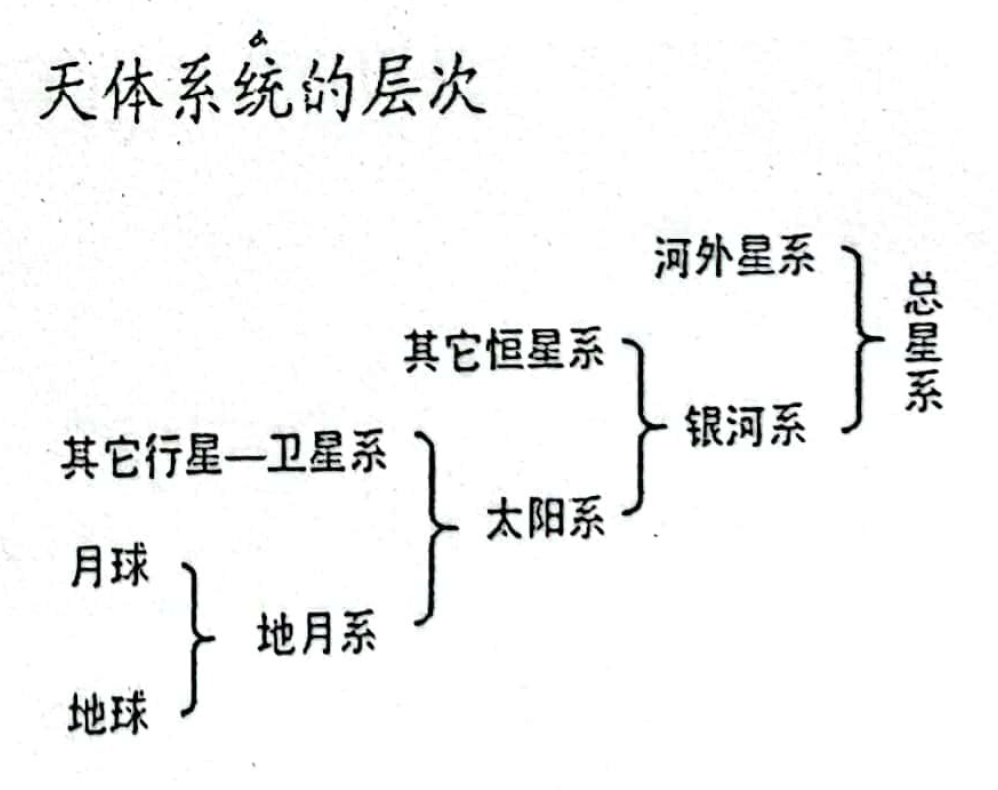 天体系统的层次
河外星系
总星系
其它恒星系
银河系
其它行星—卫星系
太阳系
月球
地月系
地球